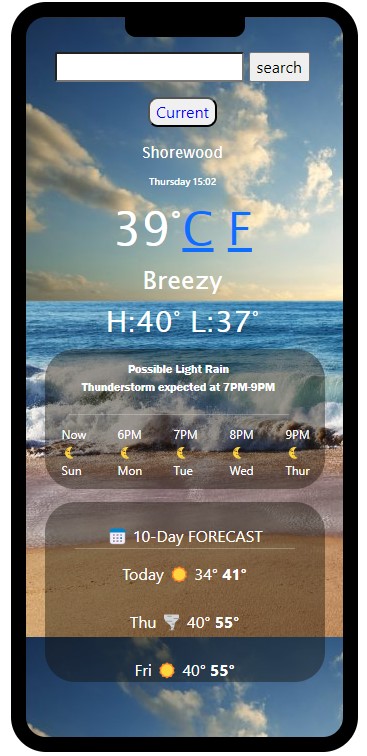 search
Current
Shorewood
Thursday 15:02
39°C F
Breezy
H:40° L:37°
Possible Light Rain
Thunderstorm expected at 7PM-9PM
Now 6PM 7PM 8PM 9PM
Sun Mon Tue Wed Thur
10-Day FORECAST
Today 34° 41°
Thu 40° 55°
Fri 40° 55°